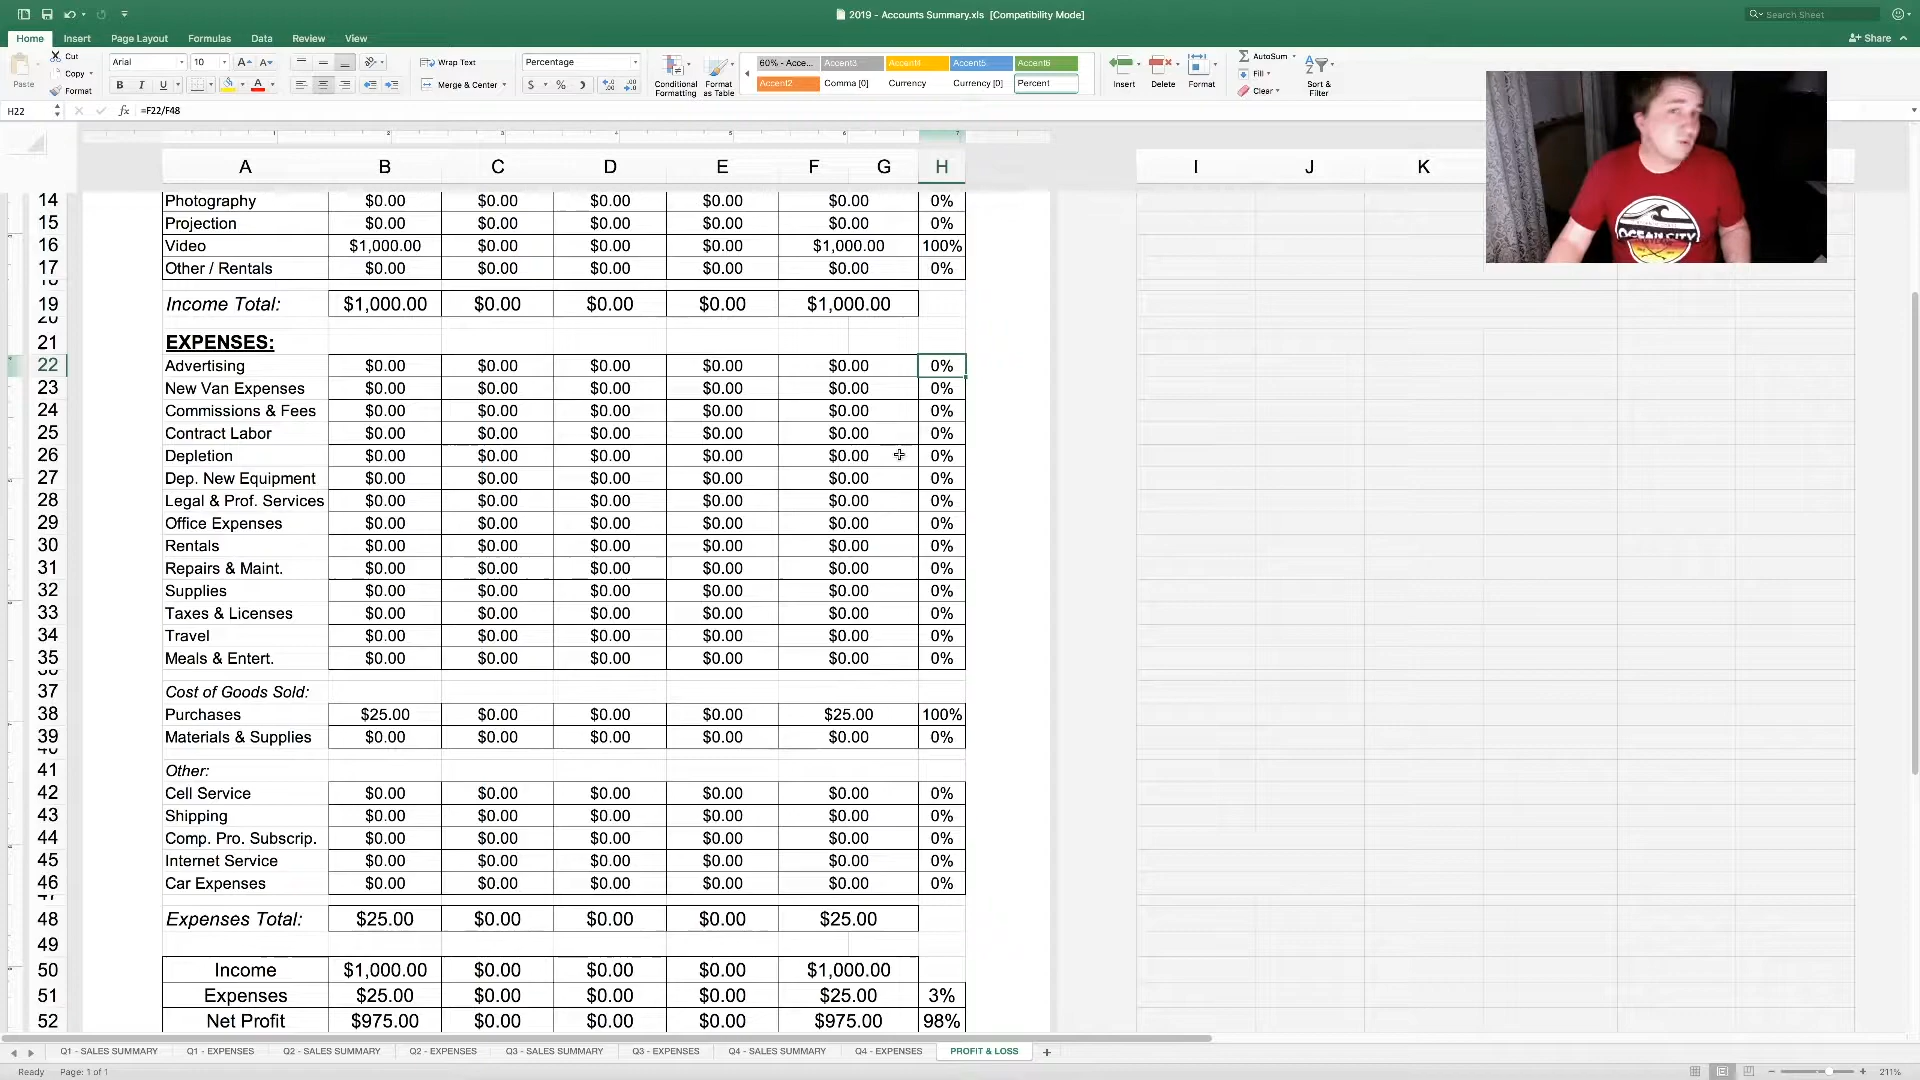 2019 - Accounts Summary.xls [Compatibility Mode]
Search Sheet
Home Insert Page Layout Formulas Data Review View
Share
Paste
Cut
Copy
Format
Arial 10
B I U
Wrap Text
Merge & Center
Percentage
$ %
Conditional Formatting
Format as Table
60% - Acce... Accent3 Accent4 Accent5 Accent6
Accent2 Comma [0] Currency Currency [0] Percent
Insert Delete Format
AutoSum
Fill
Clear
Sort & Filter
H22 fx =F22/F48
1 2 3 4 5 6 7
A B C D E F G H I J K
14 Photography $0.00 $0.00 $0.00 $0.00 $0.00 0%
15 Projection $0.00 $0.00 $0.00 $0.00 $0.00 0%
16 Video $1,000.00 $0.00 $0.00 $0.00 $1,000.00 100%
17 Other / Rentals $0.00 $0.00 $0.00 $0.00 $0.00 0%
19 Income Total: $1,000.00 $0.00 $0.00 $0.00 $1,000.00
20
21 EXPENSES:
22 Advertising $0.00 $0.00 $0.00 $0.00 $0.00 0%
23 New Van Expenses $0.00 $0.00 $0.00 $0.00 $0.00 0%
24 Commissions & Fees $0.00 $0.00 $0.00 $0.00 $0.00 0%
25 Contract Labor $0.00 $0.00 $0.00 $0.00 $0.00 0%
26 Depletion $0.00 $0.00 $0.00 $0.00 $0.00 0%
27 Dep. New Equipment $0.00 $0.00 $0.00 $0.00 $0.00 0%
28 Legal & Prof. Services $0.00 $0.00 $0.00 $0.00 $0.00 0%
29 Office Expenses $0.00 $0.00 $0.00 $0.00 $0.00 0%
30 Rentals $0.00 $0.00 $0.00 $0.00 $0.00 0%
31 Repairs & Maint. $0.00 $0.00 $0.00 $0.00 $0.00 0%
32 Supplies $0.00 $0.00 $0.00 $0.00 $0.00 0%
33 Taxes & Licenses $0.00 $0.00 $0.00 $0.00 $0.00 0%
34 Travel $0.00 $0.00 $0.00 $0.00 $0.00 0%
35 Meals & Entert. $0.00 $0.00 $0.00 $0.00 $0.00 0%
37 Cost of Goods Sold:
38 Purchases $25.00 $0.00 $0.00 $0.00 $25.00 100%
39 Materials & Supplies $0.00 $0.00 $0.00 $0.00 $0.00 0%
41 Other:
42 Cell Service $0.00 $0.00 $0.00 $0.00 $0.00 0%
43 Shipping $0.00 $0.00 $0.00 $0.00 $0.00 0%
44 Comp. Pro. Subscrip. $0.00 $0.00 $0.00 $0.00 $0.00 0%
45 Internet Service $0.00 $0.00 $0.00 $0.00 $0.00 0%
46 Car Expenses $0.00 $0.00 $0.00 $0.00 $0.00 0%
48 Expenses Total: $25.00 $0.00 $0.00 $0.00 $25.00
49
50 Income $1,000.00 $0.00 $0.00 $0.00 $1,000.00
51 Expenses $25.00 $0.00 $0.00 $0.00 $25.00 3%
52 Net Profit $975.00 $0.00 $0.00 $0.00 $975.00 98%
OCEAN CITY
Q1 - SALES SUMMARY Q1 - EXPENSES Q2 - SALES SUMMARY Q2 - EXPENSES Q3 - SALES SUMMARY Q3 - EXPENSES Q4 - SALES SUMMARY Q4 - EXPENSES PROFIT & LOSS +
Ready Page: 1 of 1 211%